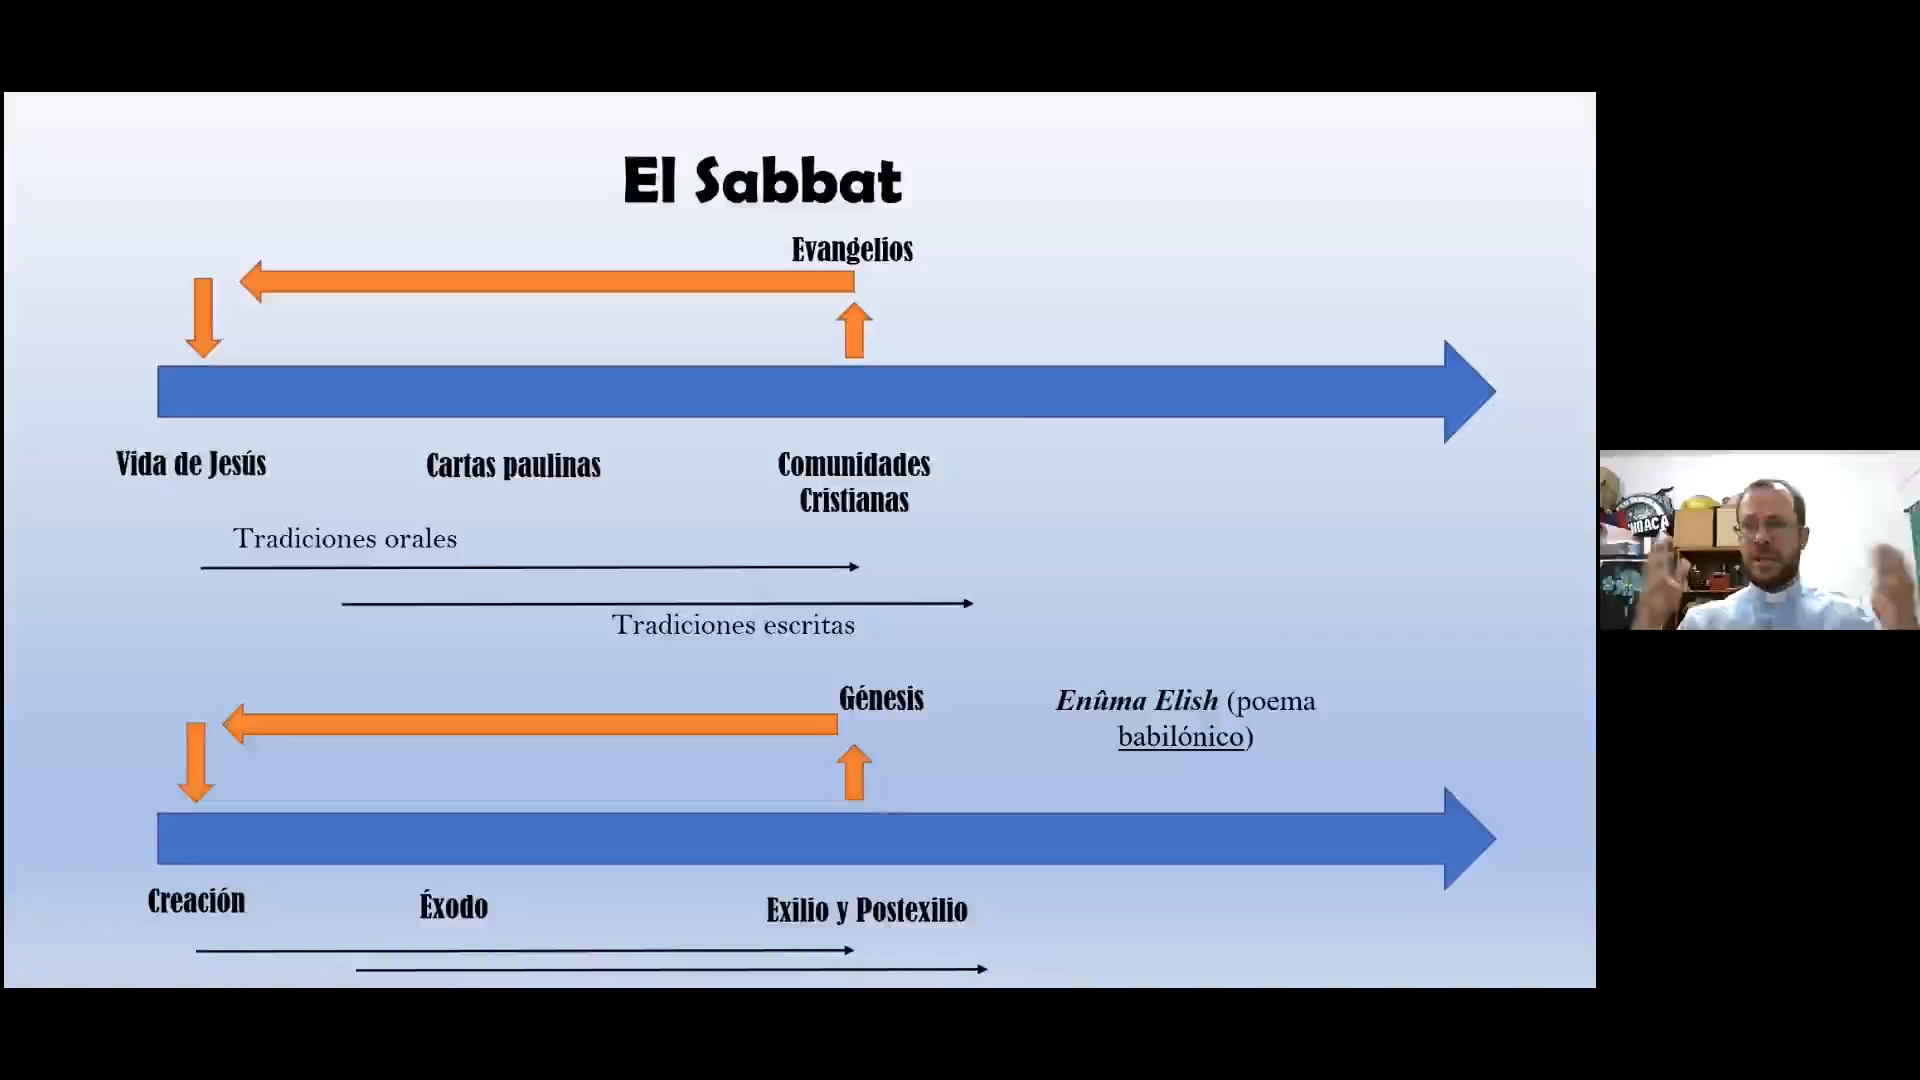 El Sabbat
Evangelios
Vida de Jesús
Cartas paulinas
Comunidades
Cristianas
Tradiciones orales
Tradiciones escritas
Génesis
Enûma Elish (poema
babilónico)
Creación
Éxodo
Exilio y Postexilio